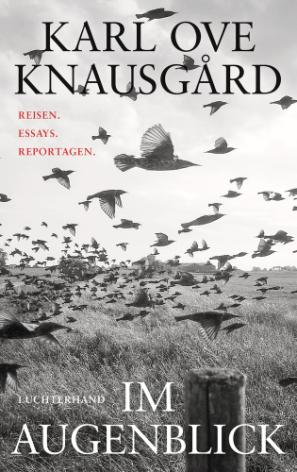 KARL OVE
KNAUSGÅRD
REISEN.
ESSAYS.
REPORTAGEN.
LUCHTERHAND
IM
AUGENBLICK